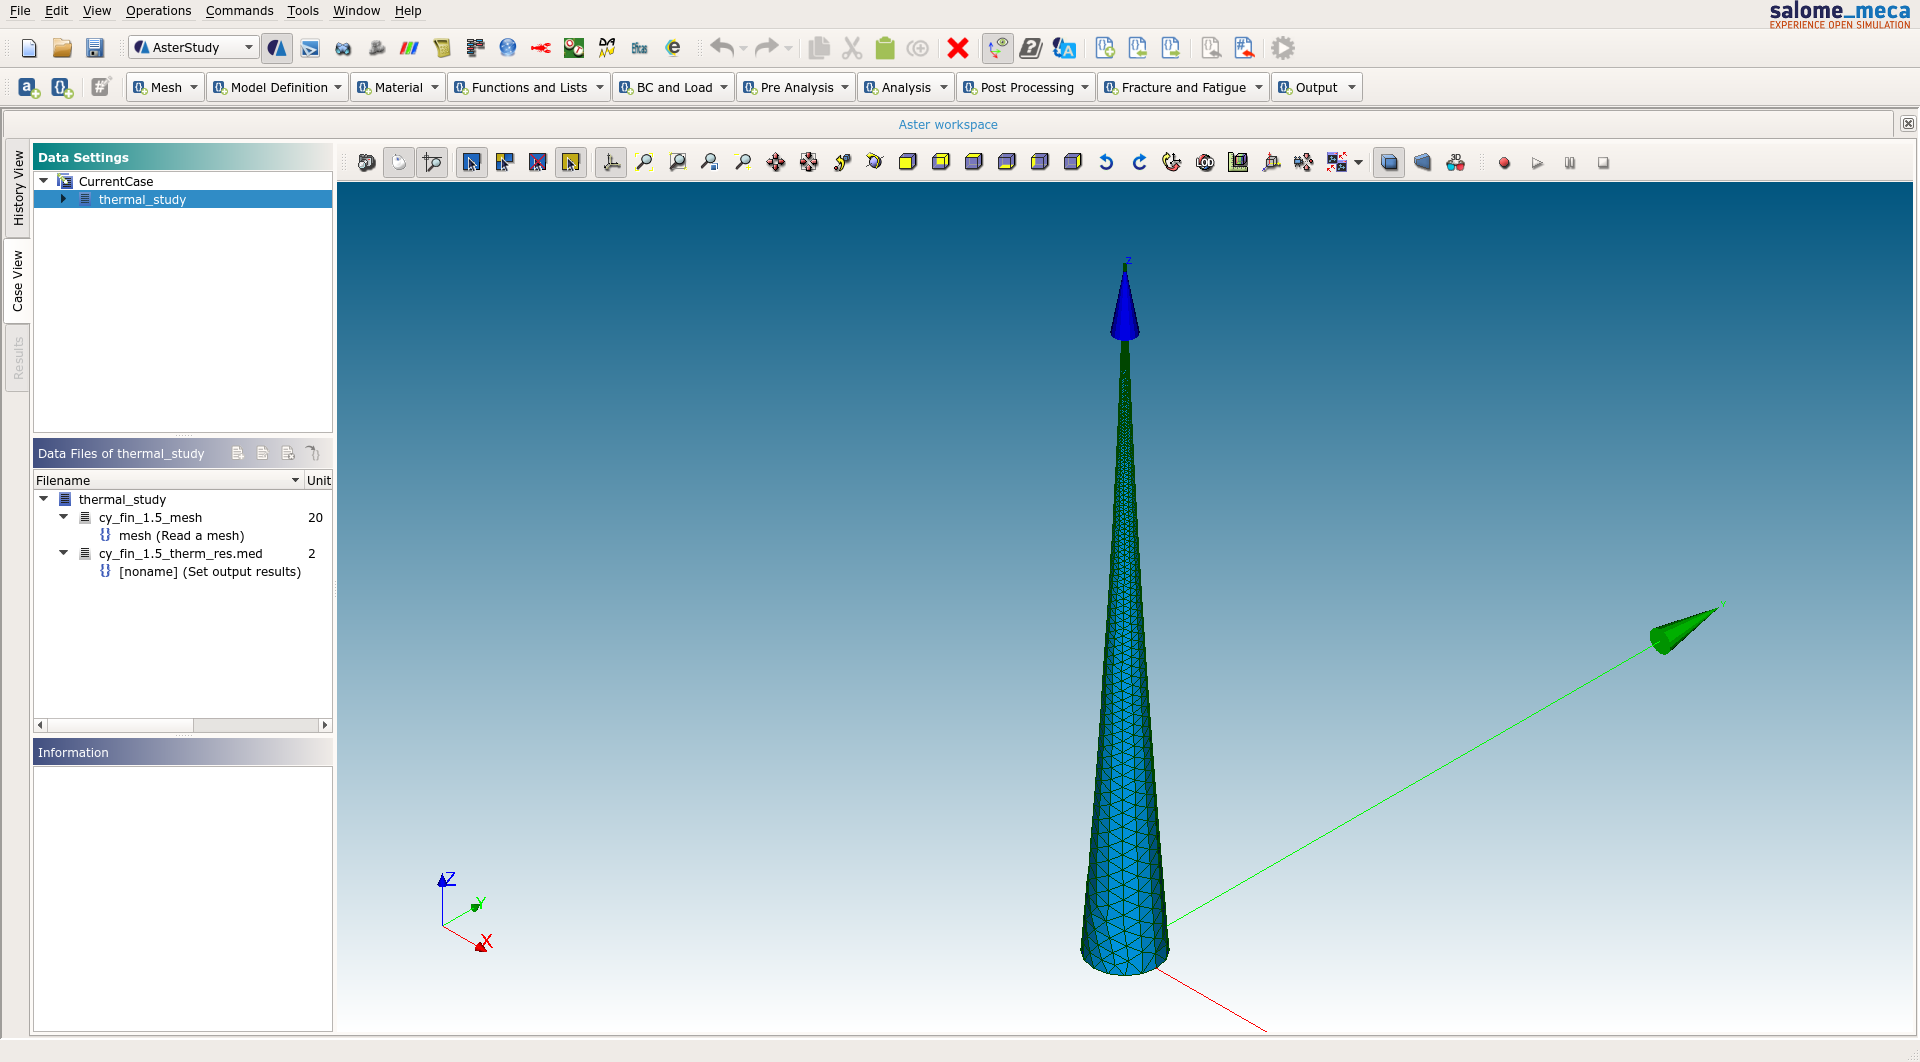 File Edit View Operations Commands Tools Window Help
salome_meca
EXPERIENCE OPEN SIMULATION
AsterStudy
Eficas
Mesh Model Definition Material Functions and Lists BC and Load Pre Analysis Analysis Post Processing Fracture and Fatigue Output
Aster workspace
History View
Case View
Results
Data Settings
CurrentCase
thermal_study
Data Files of thermal_study
Filename Unit
thermal_study
cy_fin_1.5_mesh 20
mesh (Read a mesh)
cy_fin_1.5_therm_res.med 2
[noname] (Set output results)
Information
Z
Z
Y
X